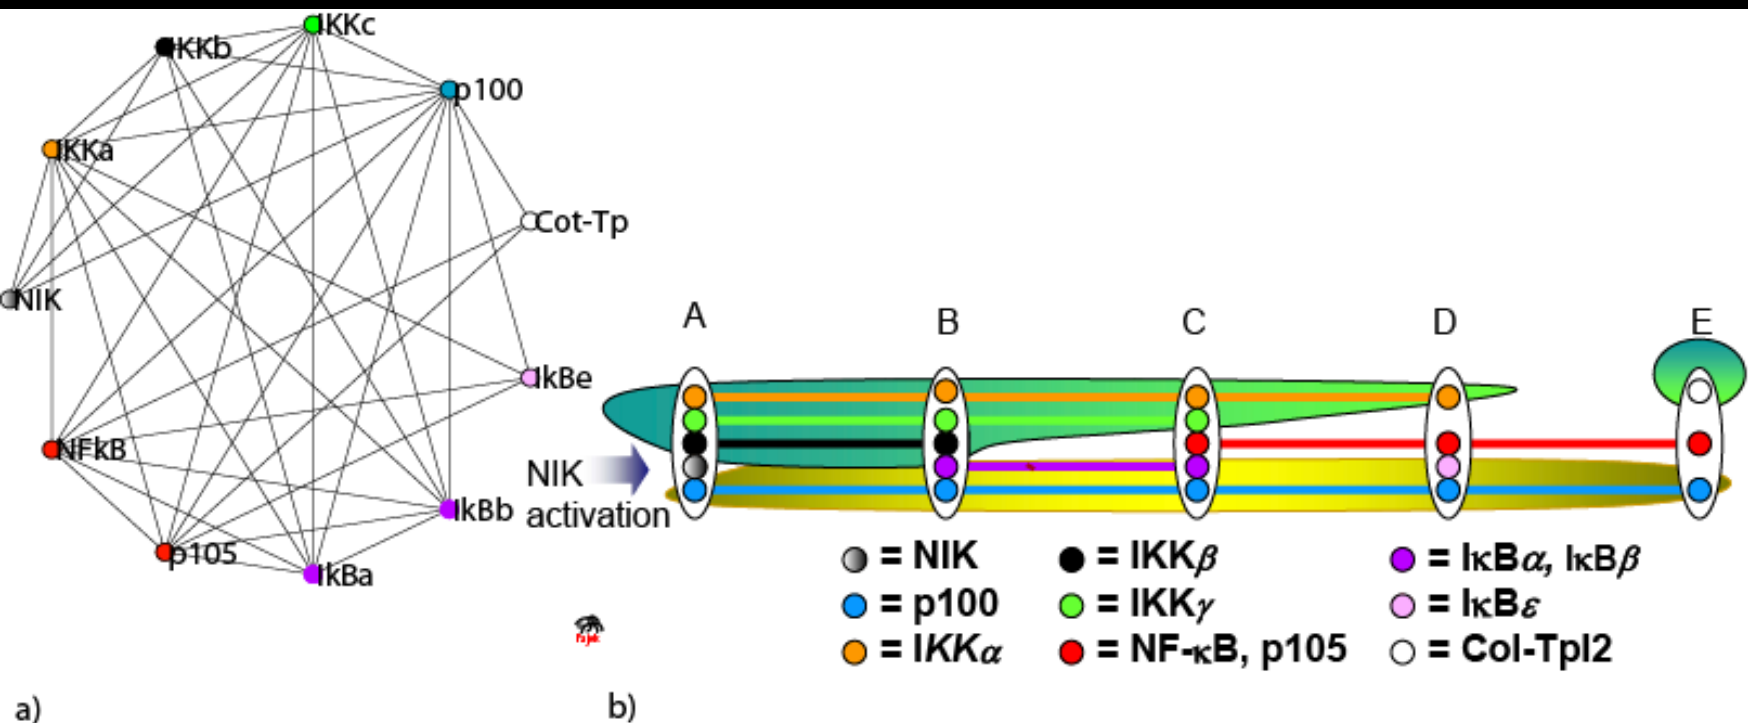 IKKc
IKKb
p100
IKKa
Cot-Tp
NIK
IkBe
NFkB
IkBb
p105
IkBa
Pajek
a)
A B C D E
NIK
activation
= NIK = IKKβ = IκBα, IκBβ
= p100 = IKKγ = IκBε
= IKKα = NF-κB, p105 = Col-Tpl2
b)